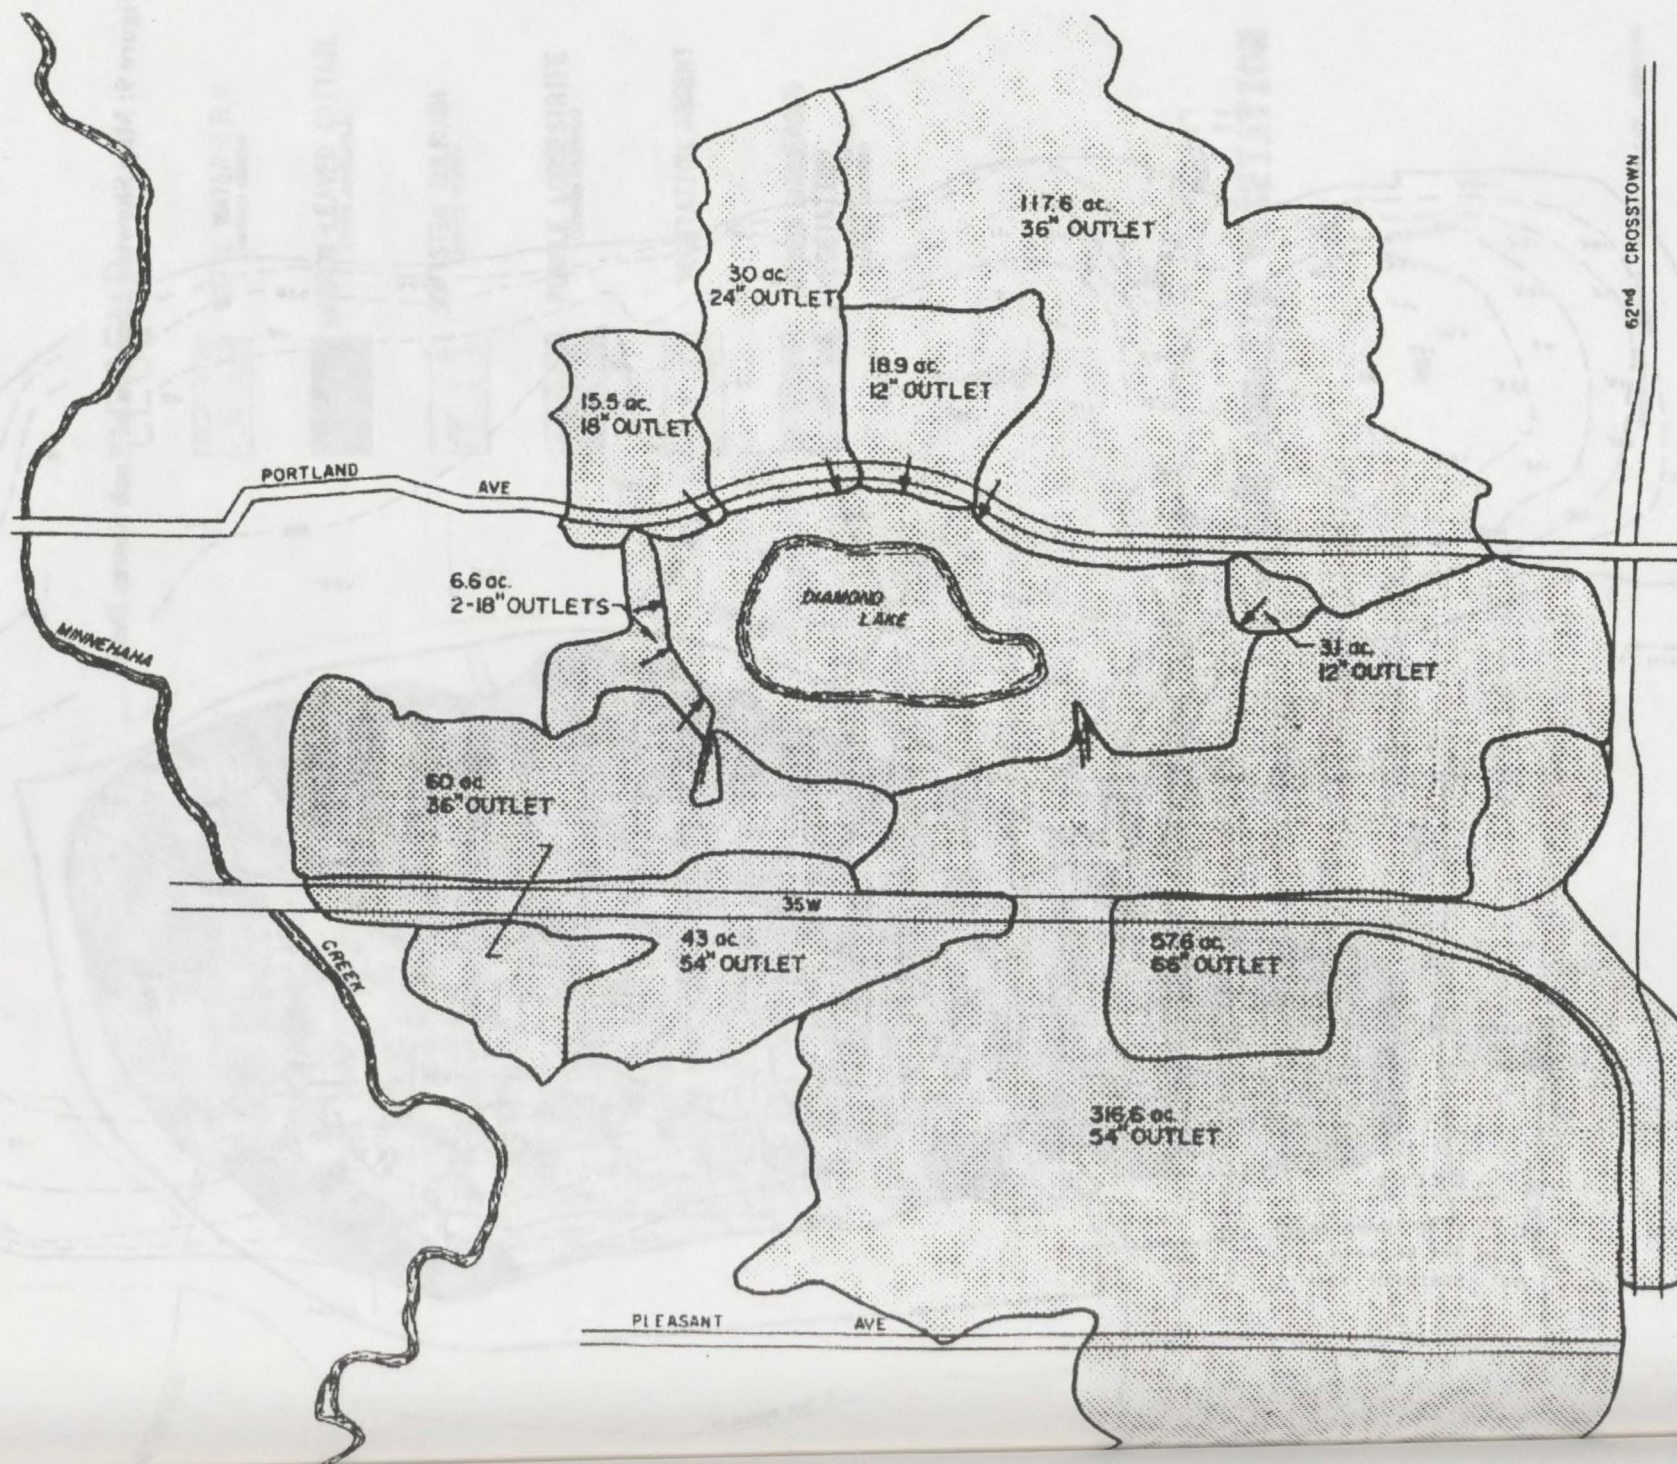 117.6 ac.
36" OUTLET
62nd CROSSTOWN
30 ac.
24" OUTLET
18.9 ac.
12" OUTLET
15.5 ac.
18" OUTLET
PORTLAND AVE
6.6 ac.
2-18" OUTLETS
DIAMOND
LAKE
3.1 ac.
12" OUTLET
MINNEHAHA
CREEK
60 ac.
36" OUTLET
35W
43 ac.
54" OUTLET
57.6 ac.
66" OUTLET
316.6 ac.
54" OUTLET
PLEASANT AVE